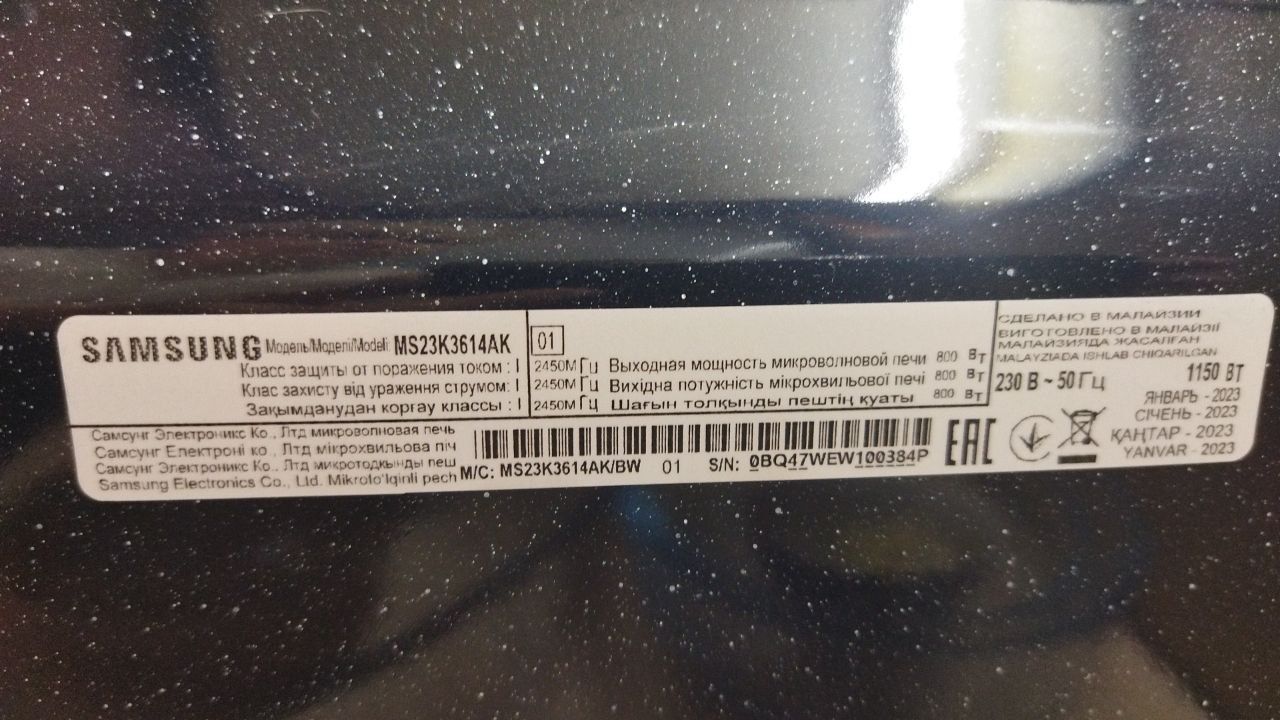 SAMSUNG Модель/Моделі/Modeli: MS23K3614AK
Класс защиты от поражения током : I
Клас захисту від ураження струмом: I
Зақымданудан қорғау классы : I
01
2450МГц Выходная мощность микроволновой печи 800 Вт
2450МГц Вихідна потужність мікрохвильової печі 800 Вт
2450МГц Шағын толқынды пештің қуаты 800 Вт
СДЕЛАНО В МАЛАЙЗИИ
ВИГОТОВЛЕНО В МАЛАЙЗІЇ
МАЛАЙЗИЯДА ЖАСАЛҒАН
MALAYZIADA ISHLAB CHIQARILGAN
230 В ~ 50 Гц 1150 ВТ
Самсунг Электроникс Ко., Лтд микроволновая печь
Самсунг Електроні ко ., Лтд мікрохвильова піч
Самсунг Электроникс Ко., Лтд микротолқынды пеш
Samsung Electronics Co., Ltd. Mikrolo'lqinli pech
M/C: MS23K3614AK/BW 01 S/N: 0BQ47WEW100384P
EAC
ЯНВАРЬ - 2023
СІЧЕНЬ - 2023
ҚАҢТАР - 2023
YANVAR - 2023